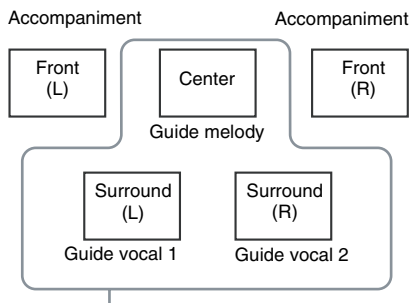 Accompaniment Accompaniment
Front
(L)
Center
Front
(R)
Guide melody
Surround
(L)
Surround
(R)
Guide vocal 1 Guide vocal 2